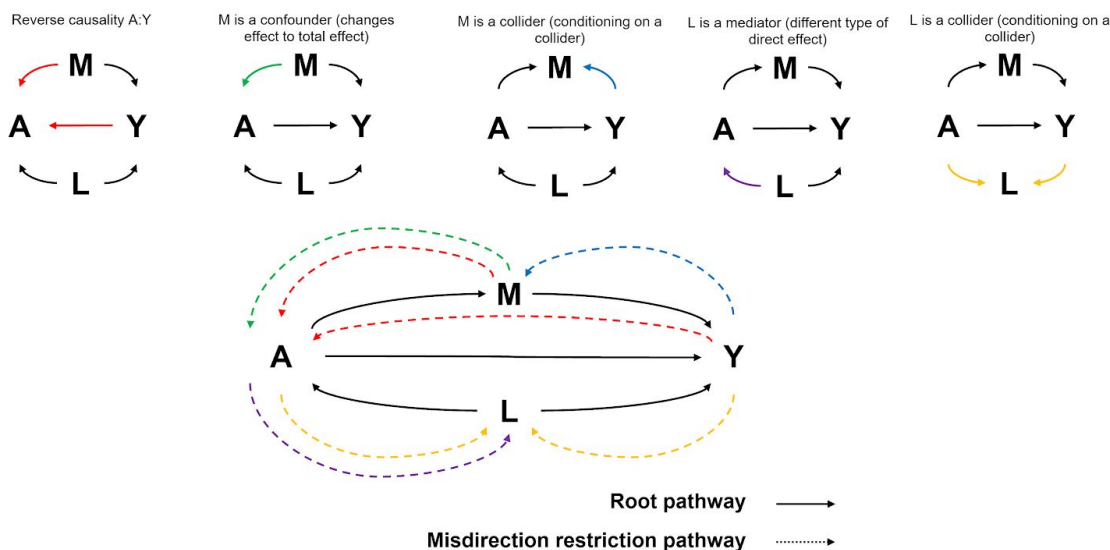 Reverse causality A:Y
M is a confounder (changes
effect to total effect)
M is a collider (conditioning on a
collider)
L is a mediator (different type of
direct effect)
L is a collider (conditioning on a
collider)
M
A
Y
L
M
A
Y
L
M
A
Y
L
M
A
Y
L
M
A
Y
L
M
A
Y
L
Root pathway
Misdirection restriction pathway